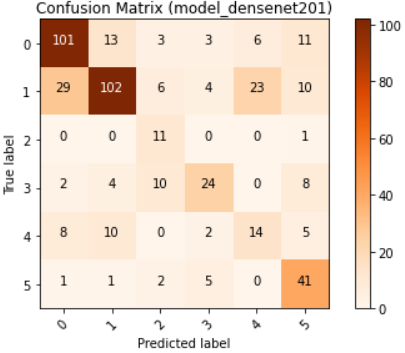 Confusion Matrix (model_densenet201)
True label
0 101 13 3 3 6 11
1 29 102 6 4 23 10
2 0 0 11 0 0 1
3 2 4 10 24 0 8
4 8 10 0 2 14 5
5 1 1 2 5 0 41
0 1 2 3 4 5
Predicted label
100
80
60
40
20
0